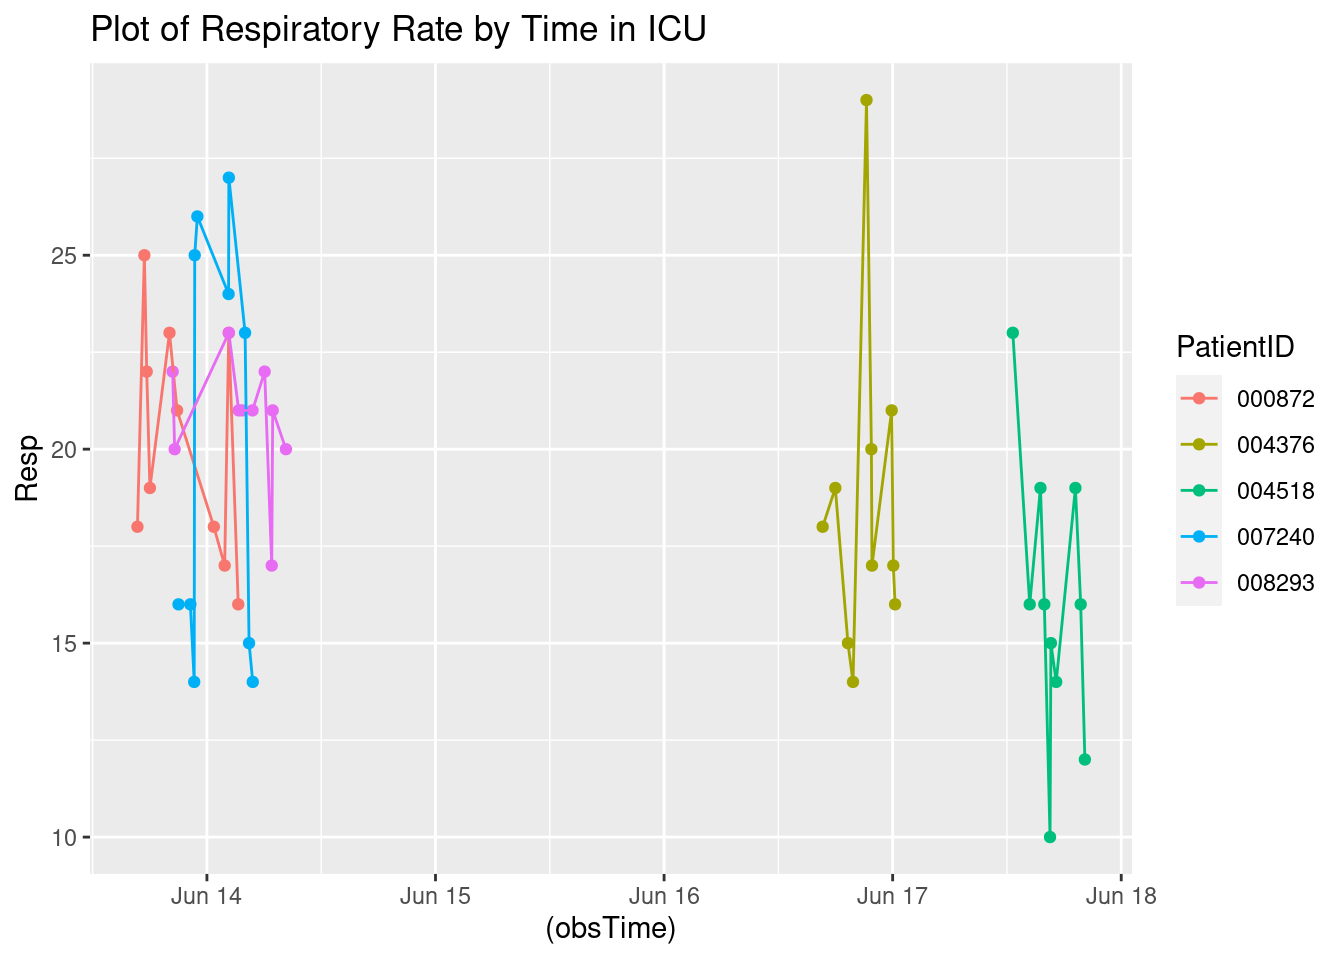 Plot of Respiratory Rate by Time in ICU
Resp
25
20
15
10
Jun 14
Jun 15
Jun 16
Jun 17
Jun 18
(obsTime)
PatientID
000872
004376
004518
007240
008293